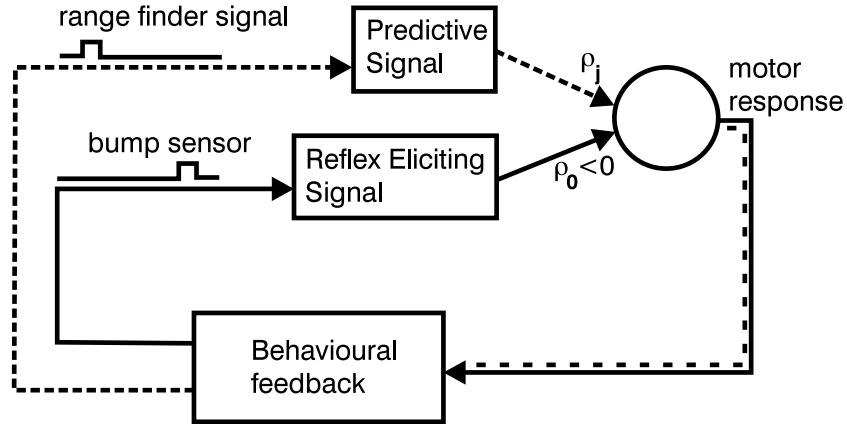 range finder signal
Predictive
Signal
ρj
motor
response
bump sensor
Reflex Eliciting
Signal
ρ0<0
Behavioural
feedback